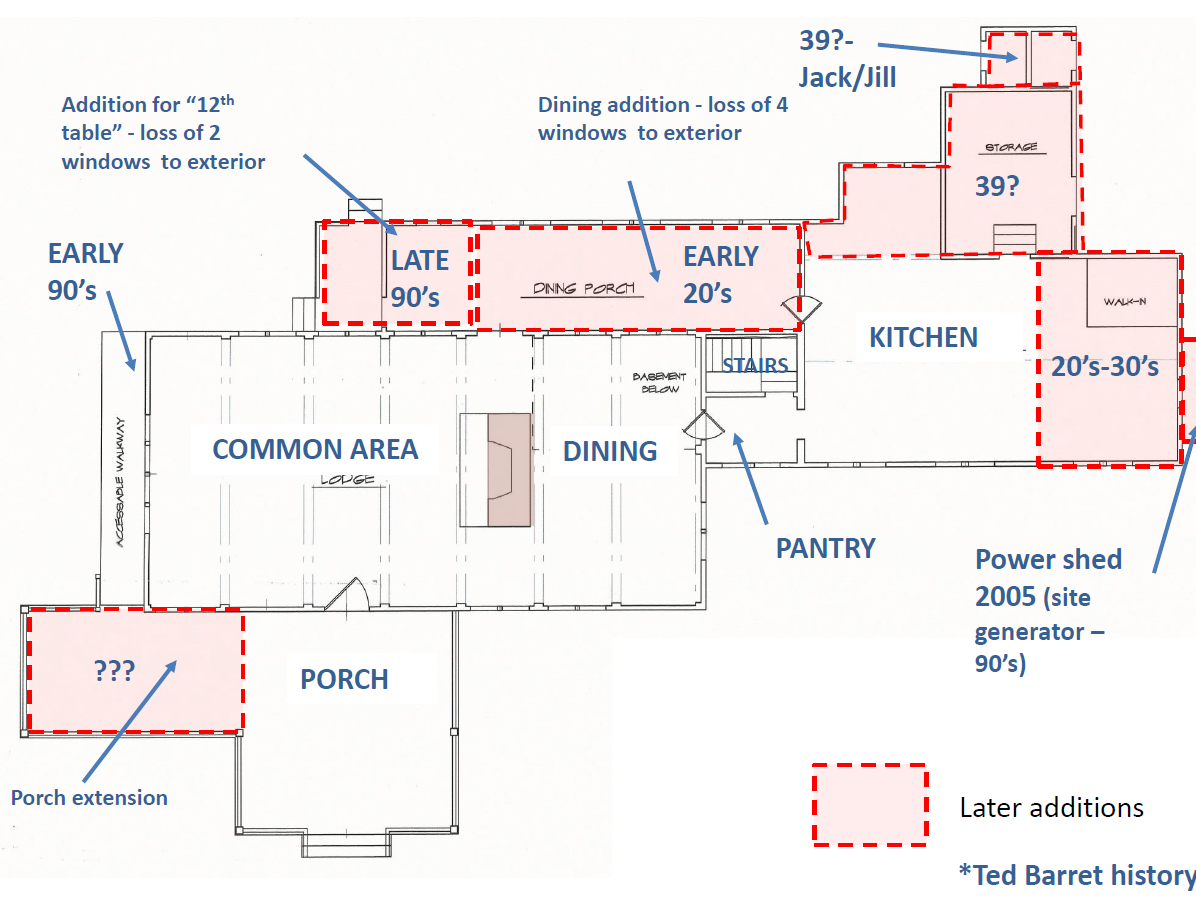 39?-
Jack/Jill
Addition for “12th
table” - loss of 2
windows to exterior
Dining addition - loss of 4
windows to exterior
STORAGE
39?
EARLY
90’s
LATE
90’s
EARLY
20’s
DINING PORCH
WALK-IN
KITCHEN
STAIRS
20’s-30’s
BASEMENT
BELOW
ACCESSABLE WALKWAY
COMMON AREA
DINING
LODGE
PANTRY
Power shed
2005 (site
generator –
90’s)
???
PORCH
Porch extension
Later additions
*Ted Barret history